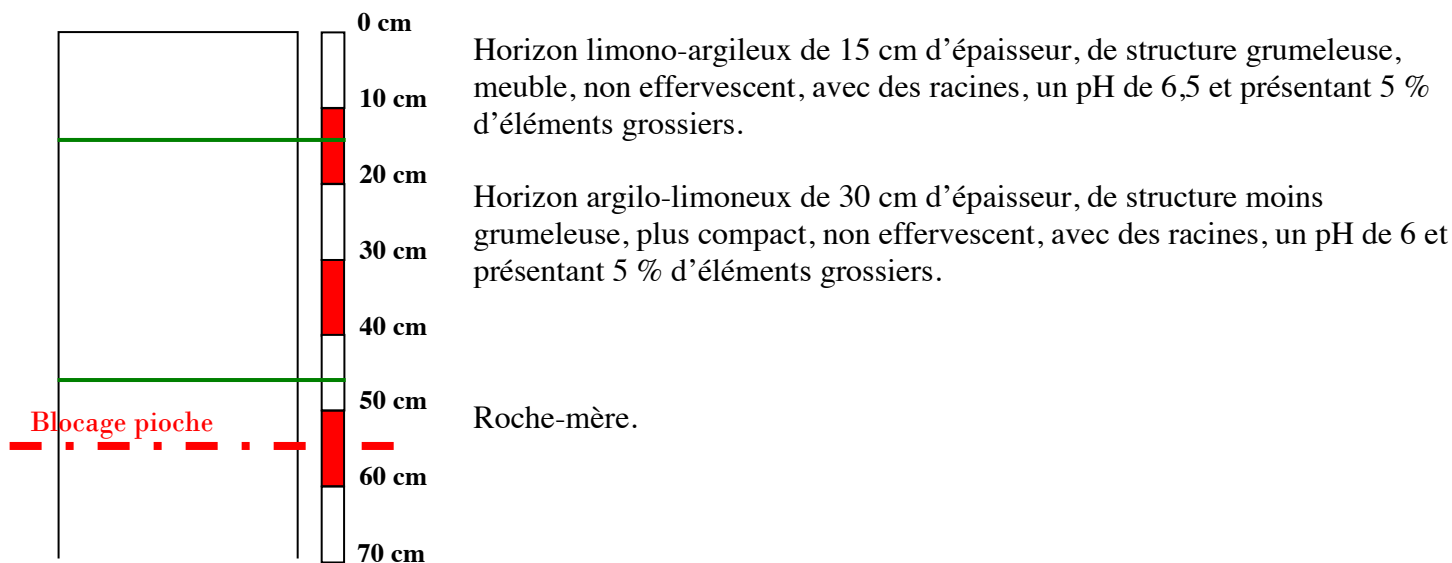 0 cm
Horizon limono-argileux de 15 cm d’épaisseur, de structure grumeleuse,
meuble, non effervescent, avec des racines, un pH de 6,5 et présentant 5 %
d’éléments grossiers.
10 cm
20 cm
Horizon argilo-limoneux de 30 cm d’épaisseur, de structure moins
grumeleuse, plus compact, non effervescent, avec des racines, un pH de 6 et
présentant 5 % d’éléments grossiers.
30 cm
40 cm
50 cm
Blocage pioche
Roche-mère.
60 cm
70 cm